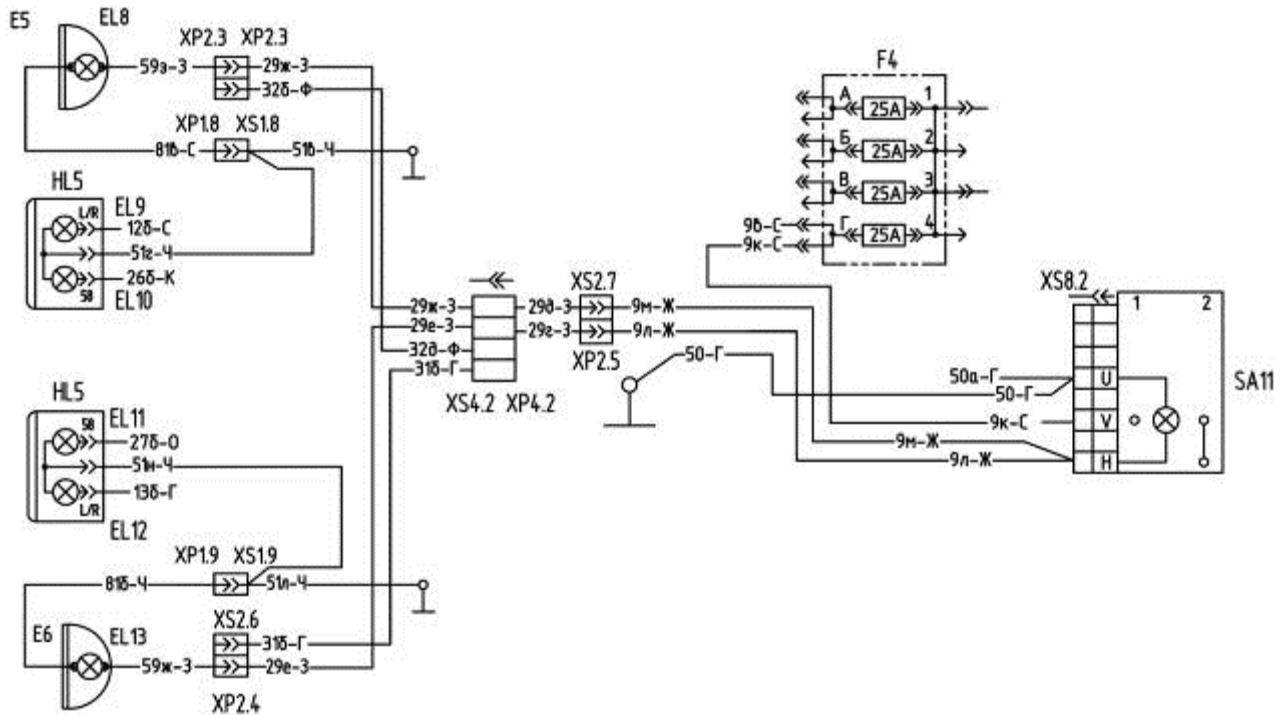 E5
EL8
XP2.3 XP2.3
59з-З
29ж-З
32б-Ф
XP1.8 XS1.8
81б-С
51б-Ч
HL5
EL9
L/R
12б-С
51г-Ч
26б-К
58
EL10
F4
А
25А
1
Б
25А
2
В
25А
3
Г
25А
4
9б-С
9к-С
29ж-З
29е-З
32д-Ф
31б-Г
XS4.2 XP4.2
29д-З
29г-З
XS2.7
XP2.5
9м-Ж
9л-Ж
50-Г
XS8.2
1
2
50а-Г
50-Г
U
9к-С
V
9м-Ж
9л-Ж
H
SA11
HL5
EL11
58
27б-О
51н-Ч
13б-Г
L/R
EL12
XP1.9 XS1.9
81б-Ч
51л-Ч
XS2.6
E6
EL13
31б-Г
59ж-З
29е-З
XP2.4